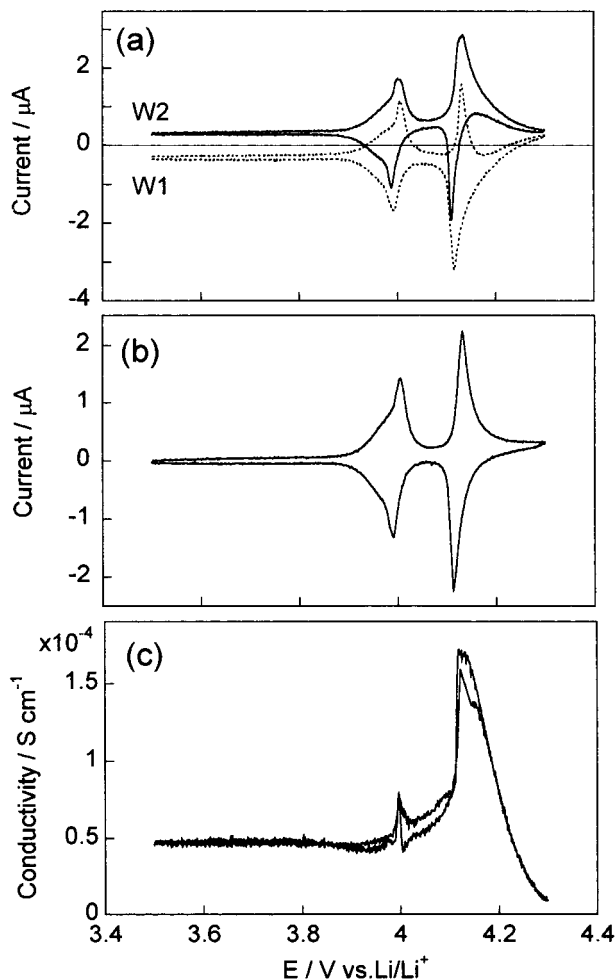 (a)
2
W2
0
W1
-2
-4
Current / μA
(b)
2
1
0
-1
-2
Current / μA
x10⁻⁴
(c)
1.5
1
0.5
0
Conductivity / S cm⁻¹
3.4 3.6 3.8 4 4.2 4.4
E / V vs.Li/Li⁺